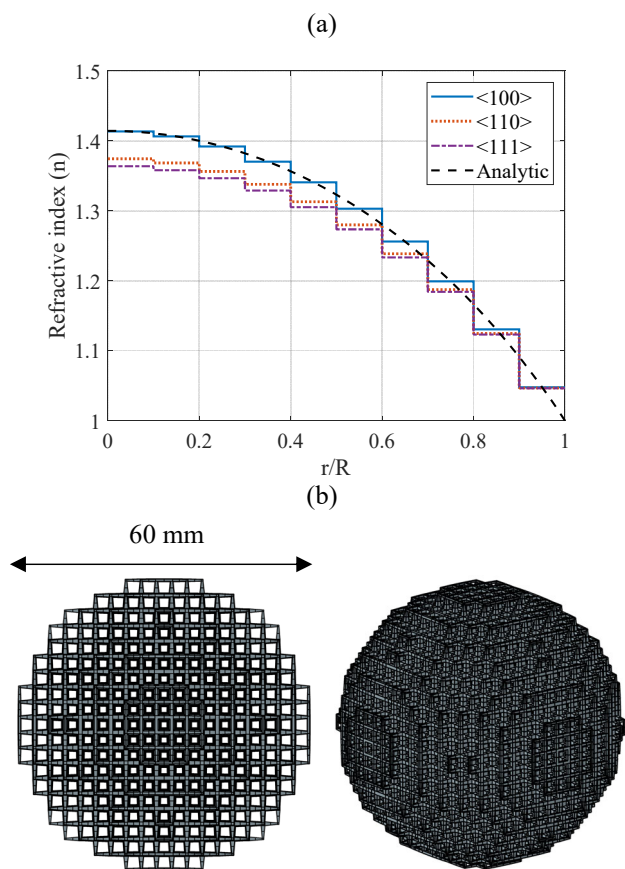 (a)
1.5
1.4
1.3
1.2
1.1
1
Refractive index (n)
<100>
<110>
<111>
Analytic
0 0.2 0.4 0.6 0.8 1
r/R
(b)
60 mm